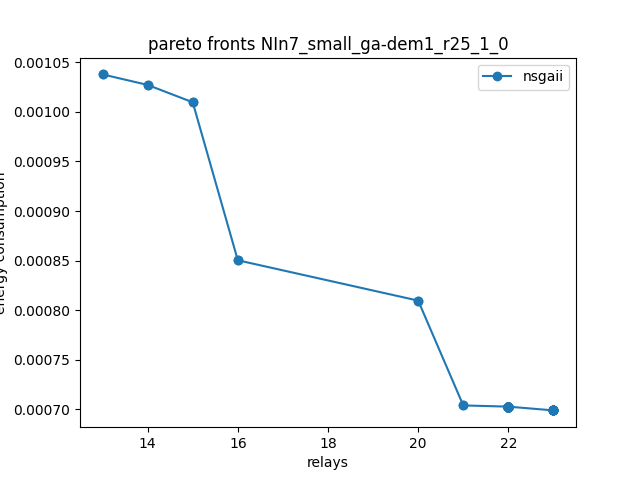 pareto fronts NIn7_small_ga-dem1_r25_1_0
nsgaii
0.00105
0.00100
0.00095
0.00090
0.00085
0.00080
0.00075
0.00070
energy consumption
14 16 18 20 22
relays